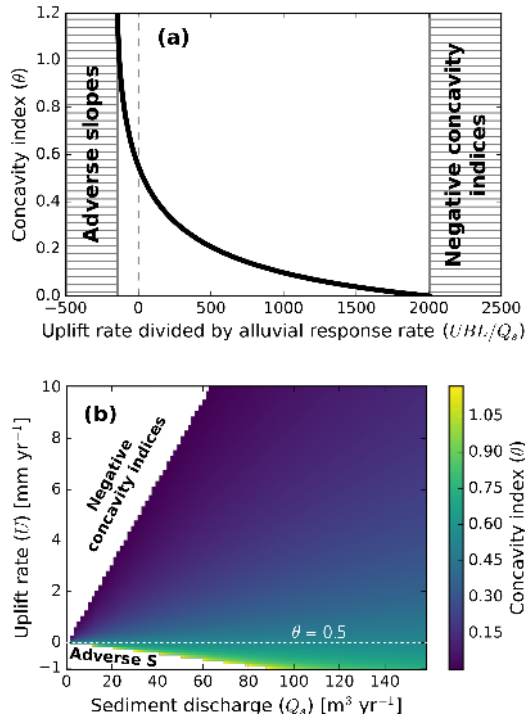 1.2
1.0
0.8
0.6
0.4
0.2
0.0
Concavity index (θ)
(a)
Adverse slopes
Negative concavity
indices
−500 0 500 1000 1500 2000 2500
Uplift rate divided by alluvial response rate (UBL/Qs)
10
8
6
4
2
0
−1
Uplift rate (U) [mm yr⁻¹]
(b)
Negative
concavity indices
θ = 0.5
Adverse S
0 20 40 60 80 100 120 140
Sediment discharge (Qs) [m³ yr⁻¹]
1.05
0.90
0.75
0.60
0.45
0.30
0.15
Concavity index (θ)